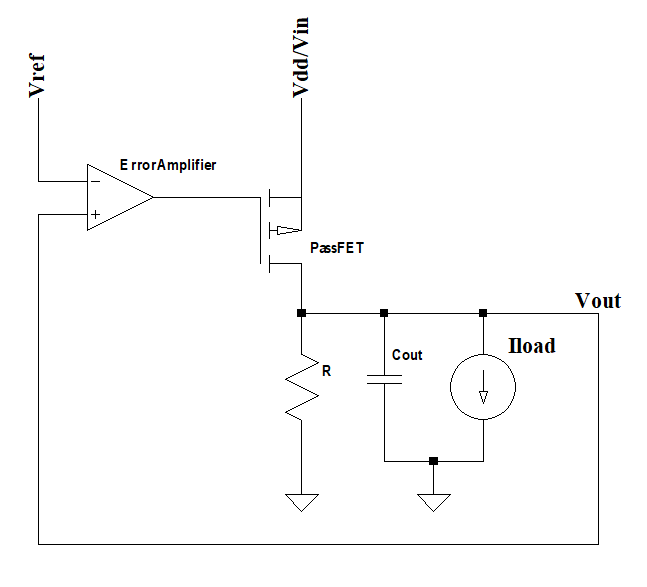 Vref
Vdd/Vin
ErrorAmplifier
−
+
PassFET
Vout
Iload
Cout
R